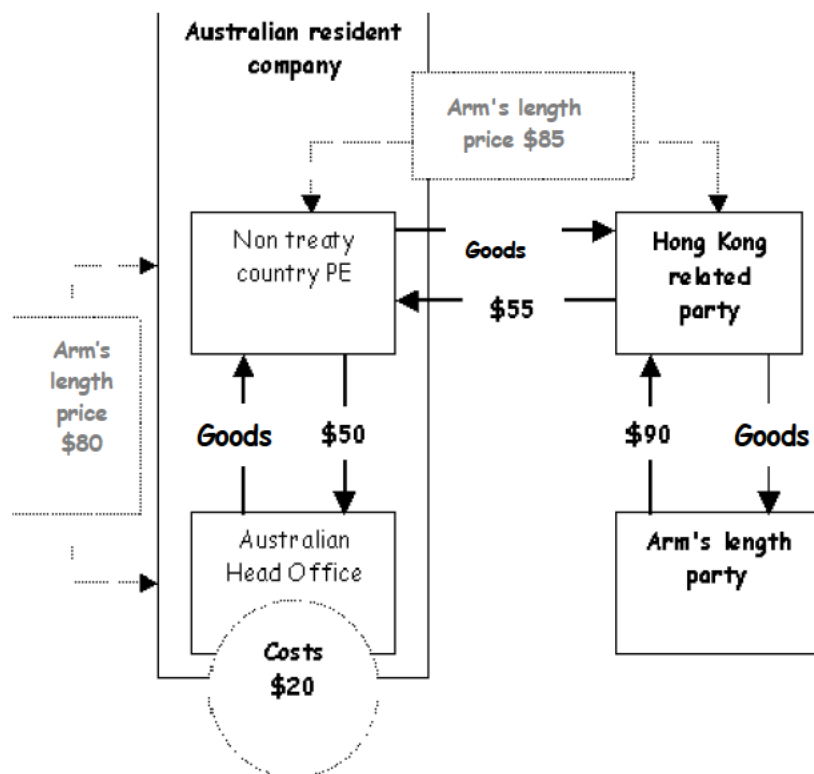 Australian resident
company
Arm's length
price $85
Non treaty
country PE
Goods
$55
Hong Kong
related
party
Arm's
length
price
$80
Goods
$50
$90
Goods
Australian
Head Office
Costs
$20
Arm's length
party